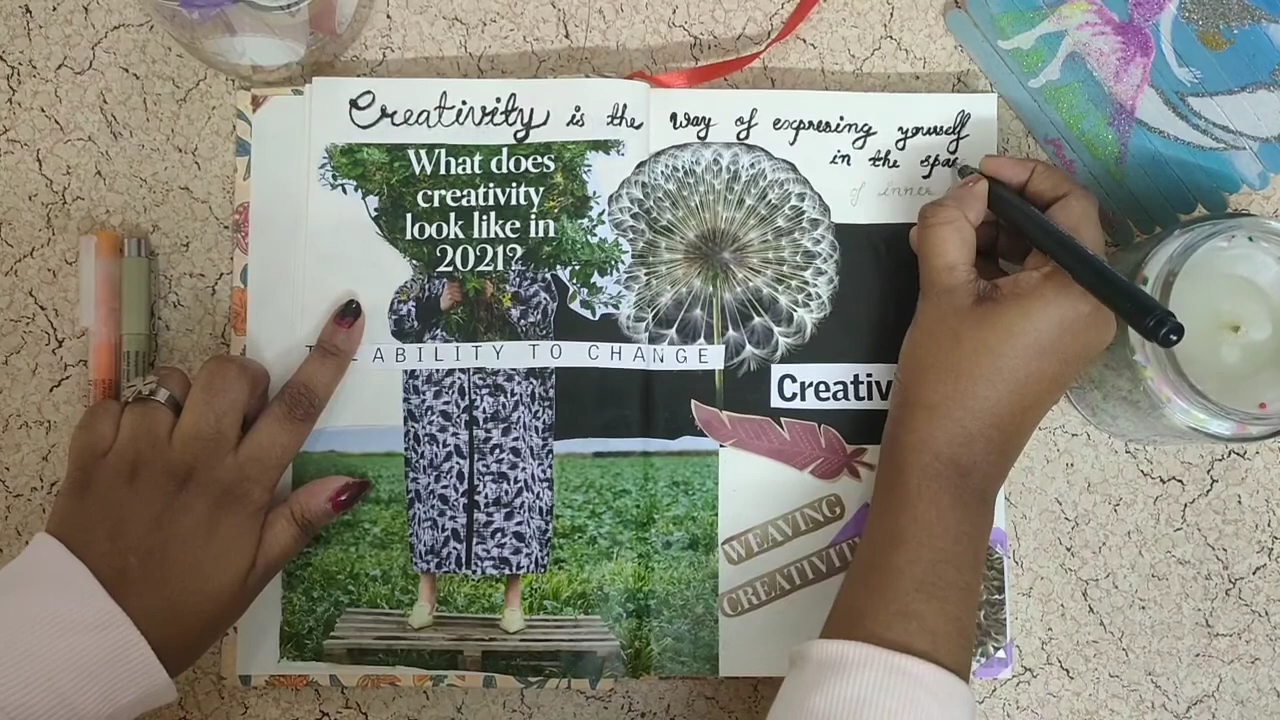 Creativity is the way of expresing yourself
in the spa
of inner
What does
creativity
look like in
2021?
ABILITY TO CHANGE
Creativ
WEAVING
CREATIVIT